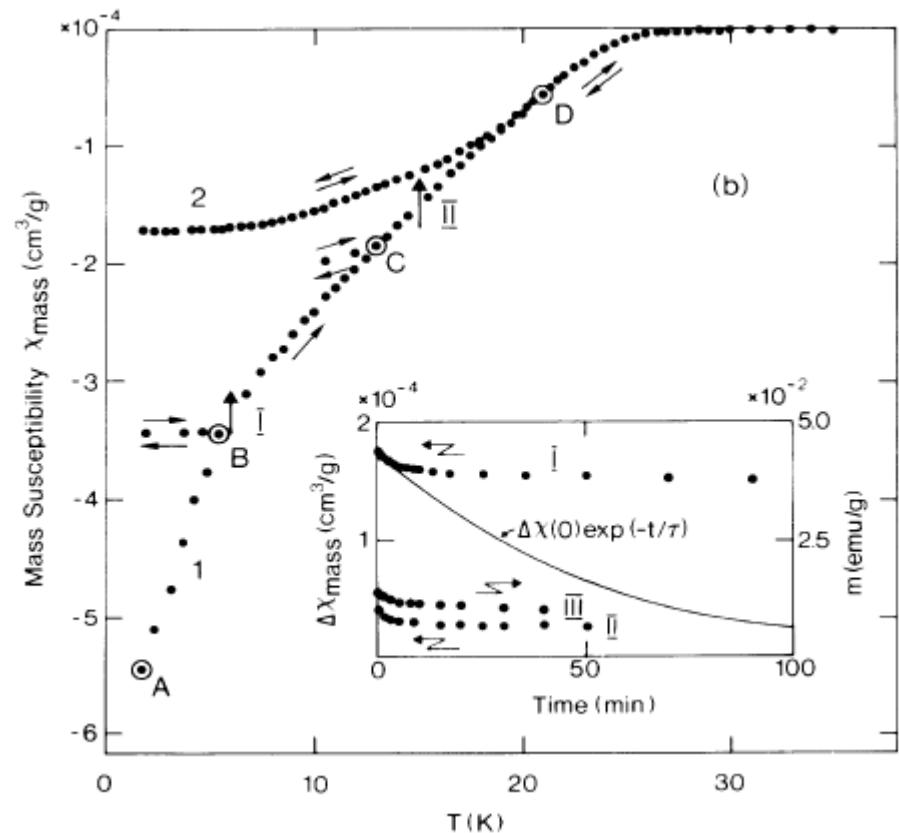 ×10⁻⁴
0
-1
-2
-3
-4
-5
-6
Mass Susceptibility χmass (cm³/g)
0
10
20
30
T(K)
(b)
2
1
A
B
C
D
I
II
×10⁻⁴
×10⁻²
2
1
5.0
2.5
Δχmass (cm³/g)
m (emu/g)
I
Δχ(0)exp(-t/τ)
III
II
0
50
100
Time (min)